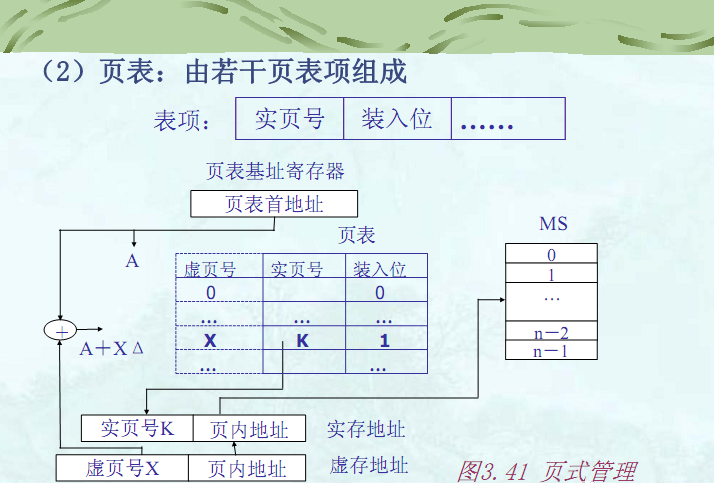 （2）页表：由若干页表项组成
表项： 实页号 装入位 ……
页表基址寄存器
页表首地址
A
页表
虚页号 实页号 装入位
0 0
… … …
X K 1
… …
MS
0
1
…
n－2
n－1
＋
A＋XΔ
实页号K 页内地址 实存地址
虚页号X 页内地址 虚存地址
图3.41 页式管理